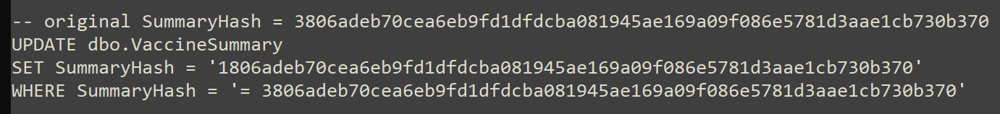 -- original SummaryHash = 3806adeb70cea6eb9fd1dfdcba081945ae169a09f086e5781d3aae1cb730b370
UPDATE dbo.VaccineSummary
SET SummaryHash = '1806adeb70cea6eb9fd1dfdcba081945ae169a09f086e5781d3aae1cb730b370'
WHERE SummaryHash = '= 3806adeb70cea6eb9fd1dfdcba081945ae169a09f086e5781d3aae1cb730b370'